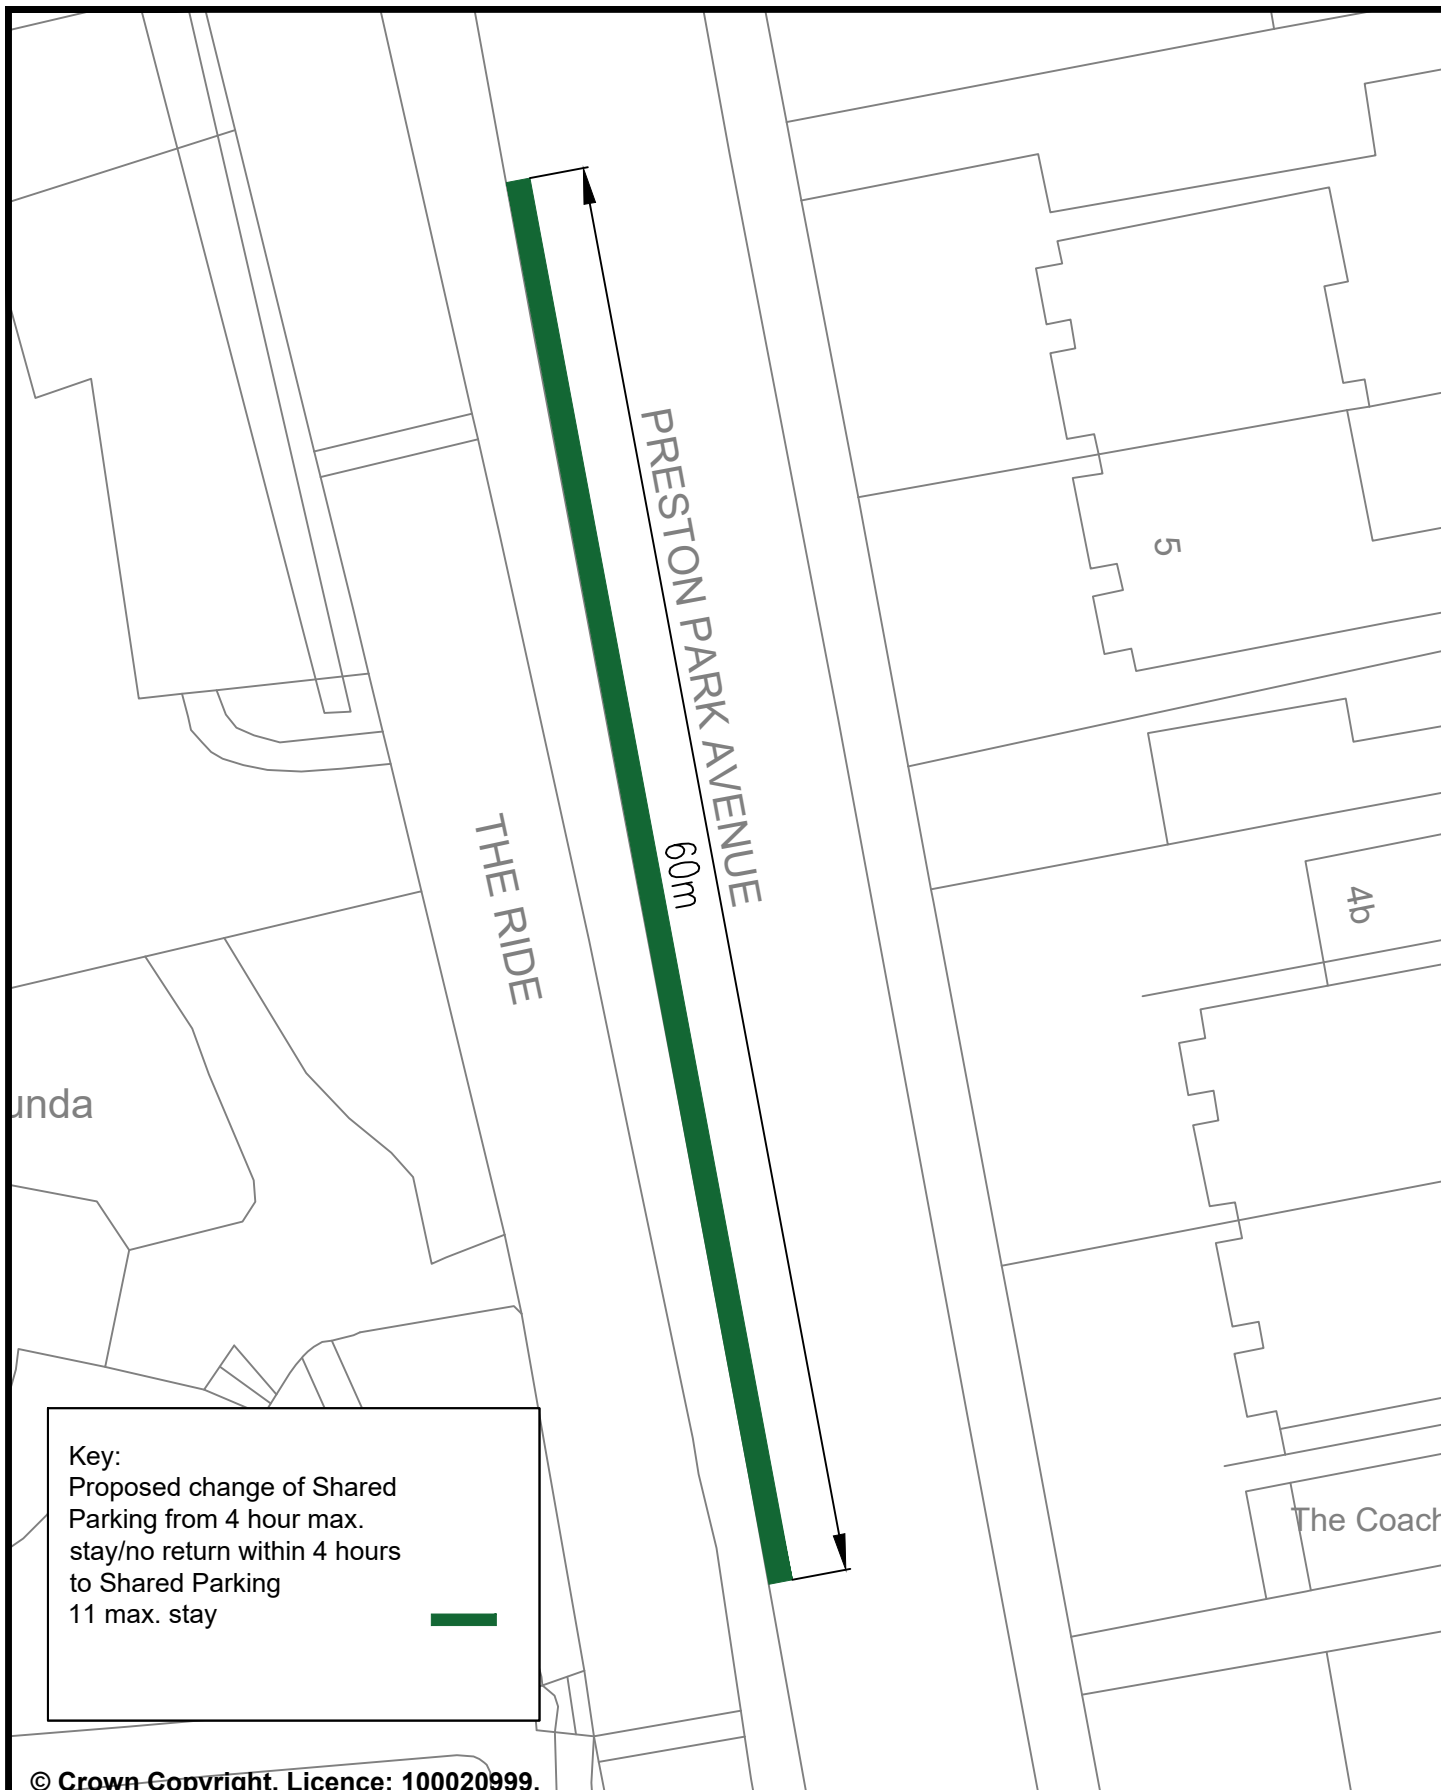 PRESTON PARK AVENUE
5
60m
THE RIDE
4b
unda
Key:
Proposed change of Shared
Parking from 4 hour max.
stay/no return within 4 hours
to Shared Parking
11 max. stay
The Coach
© Crown Copyright. Licence: 100020999.